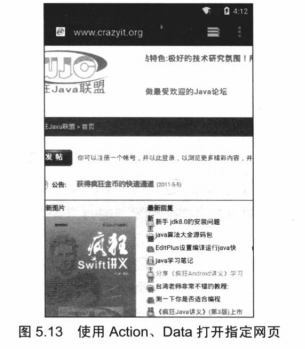 4:12
www.crazyit.org
UJC
站特色:极好的技术研究氛围!
狂Java联盟
做最受欢迎的Java论坛
狂Java联盟 » 首页
发帖
你可以注册一个帐号，并以此登录，以浏览更多精彩内容，并
公告:
获得疯狂金币的快速通道 (2011-5-5)
新图片
最新回复
新手 jdk8.0的安装问题
java算法大全源码包
EditPlus设置编译运行java快
java学习笔记
分享《疯狂Android讲义》学习
台湾老师非常不错的教程:
测一下你是否适合编程
《疯狂Java讲义》(第3版)上市
疯狂
Swift讲义
图 5.13 使用 Action、Data 打开指定网页